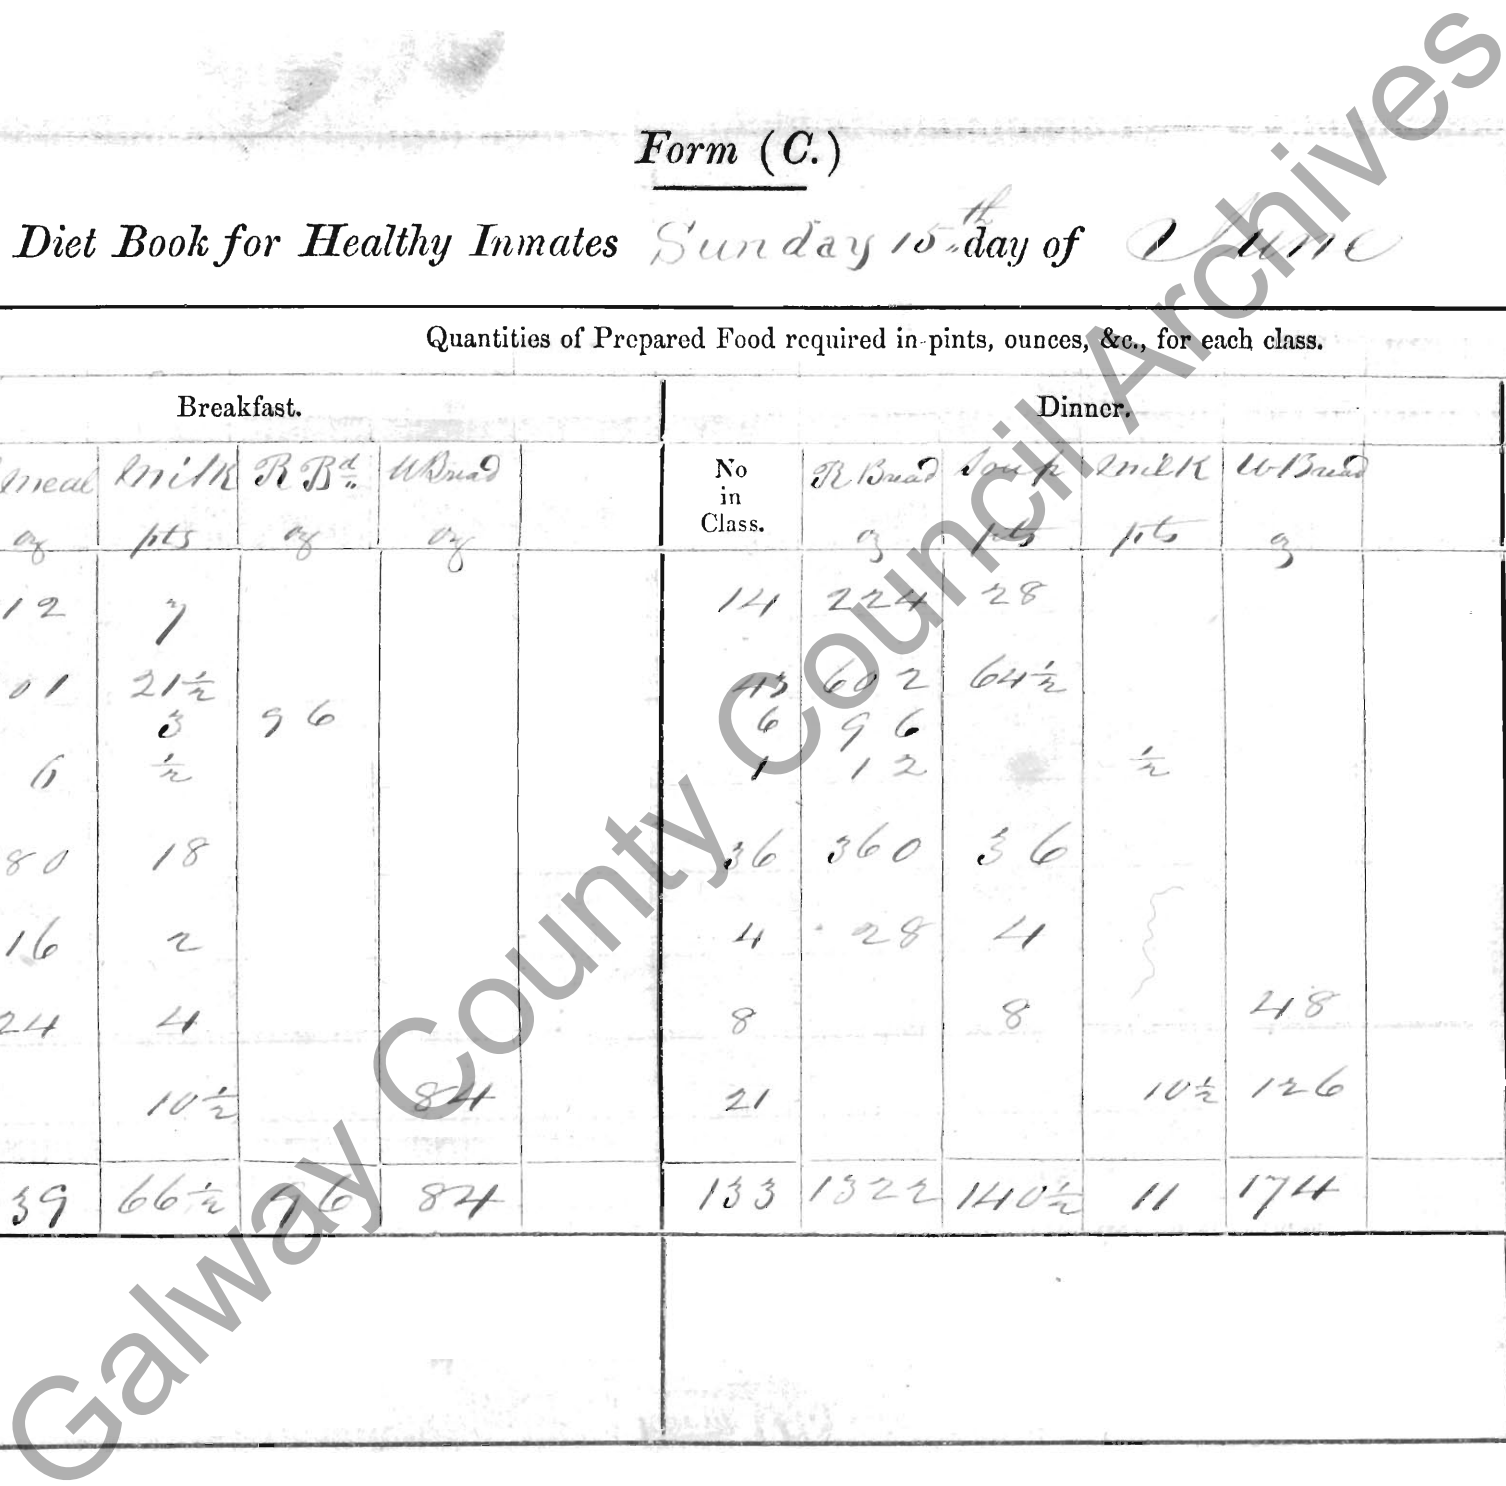 Form (C.)
Diet Book for Healthy Inmates Sunday 15th day of June
Quantities of Prepared Food required in pints, ounces, &c., for each class.
Breakfast. Dinner.
Meal Milk R Bd W Bread No in Class. R Bread Soup Milk W Bread
oz pts oz oz oz pts pts oz
12 7 14 224 28
01 21½ 43 602 64½
3 96 6 96
6 ½ 1 12 ½
80 18 36 360 36
16 2 4 28 4
24 4 8 8 48
10½ 84 21 10½ 126
39 66½ 96 84 133 1322 140½ 11 174
Galway County Council Archives